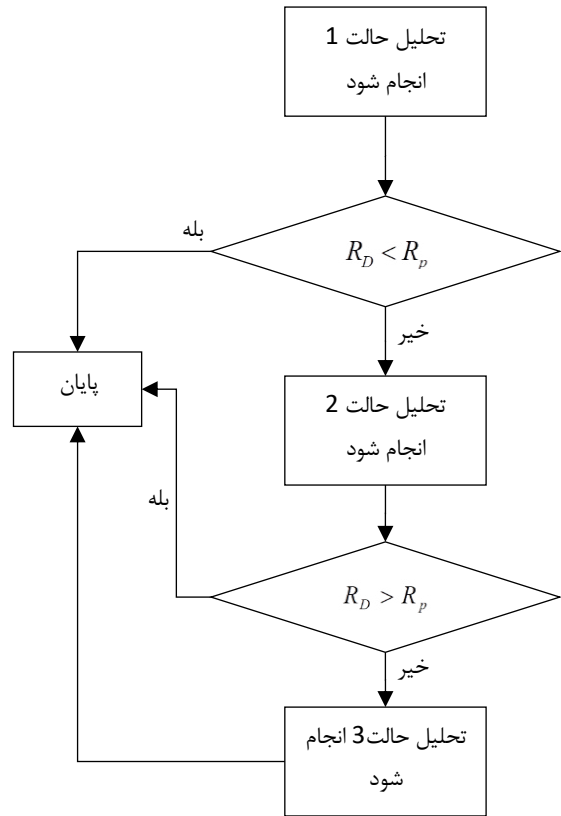 تحلیل حالت 1
انجام شود
بله
R_D < R_p
خیر
پایان
تحلیل حالت 2
انجام شود
بله
R_D > R_p
خیر
تحلیل حالت3 انجام
شود